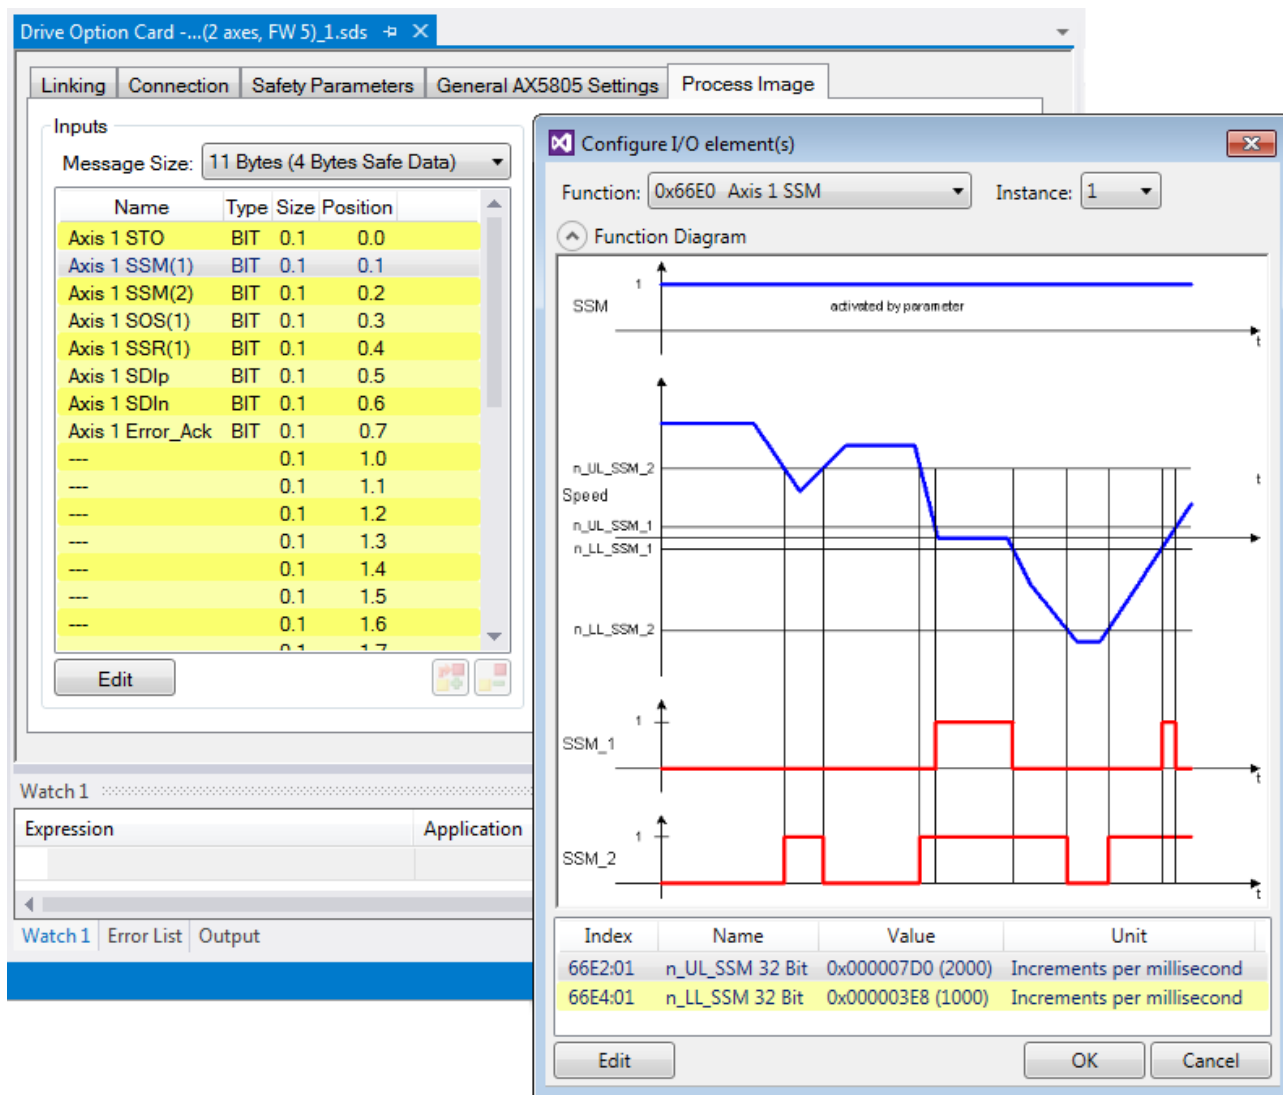 Drive Option Card -...(2 axes, FW 5)_1.sds
Linking Connection Safety Parameters General AX5805 Settings Process Image
Inputs
Message Size: 11 Bytes (4 Bytes Safe Data)
Name Type Size Position
Axis 1 STO BIT 0.1 0.0
Axis 1 SSM(1) BIT 0.1 0.1
Axis 1 SSM(2) BIT 0.1 0.2
Axis 1 SOS(1) BIT 0.1 0.3
Axis 1 SSR(1) BIT 0.1 0.4
Axis 1 SDIp BIT 0.1 0.5
Axis 1 SDIn BIT 0.1 0.6
Axis 1 Error_Ack BIT 0.1 0.7
--- 0.1 1.0
--- 0.1 1.1
--- 0.1 1.2
--- 0.1 1.3
--- 0.1 1.4
--- 0.1 1.5
--- 0.1 1.6
0.1 1.7
Edit
Watch 1
Expression Application
Watch 1 Error List Output
Configure I/O element(s)
Function: 0x66E0 Axis 1 SSM Instance: 1
Function Diagram
1
SSM
activated by parameter
t
n_UL_SSM_2
t
Speed
n_UL_SSM_1
n_LL_SSM_1
n_LL_SSM_2
1
SSM_1
t
1
SSM_2
t
Index Name Value Unit
66E2:01 n_UL_SSM 32 Bit 0x000007D0 (2000) Increments per millisecond
66E4:01 n_LL_SSM 32 Bit 0x000003E8 (1000) Increments per millisecond
Edit OK Cancel